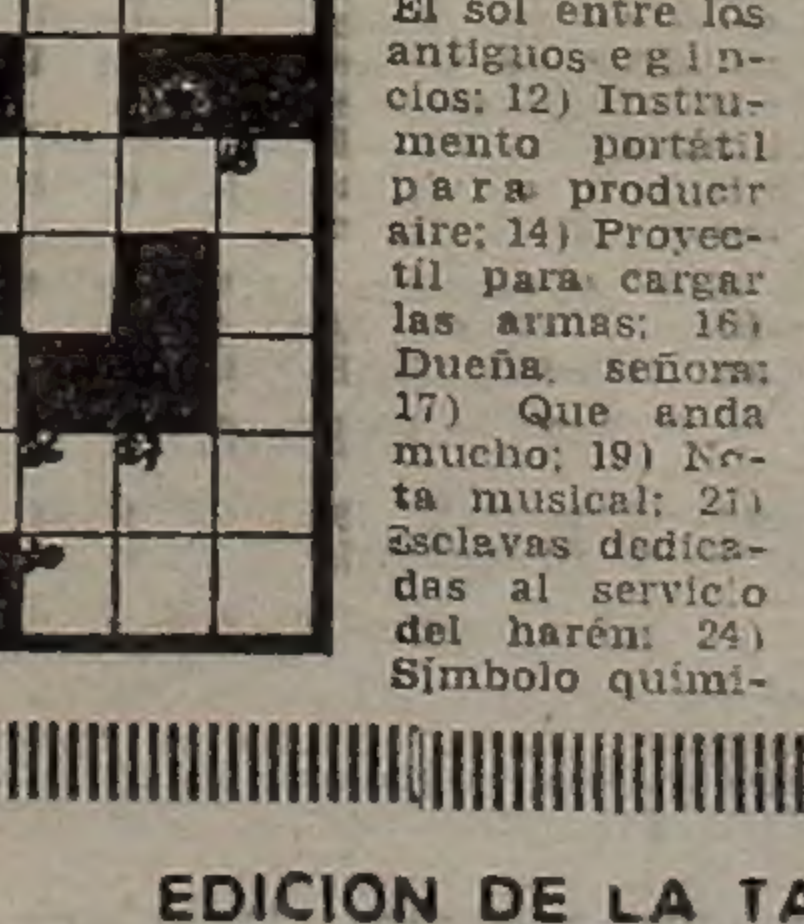 El sol entre los
antiguos egip-
cios; 12) Instru-
mento portátil
para producir
aire; 14) Proyec-
til para cargar
las armas; 16)
Dueña, señora;
17) Que anda
mucho; 19) No-
ta musical; 21)
Esclavas dedica-
das al servicio
del harén; 24)
Símbolo quími-
EDICION DE LA TA